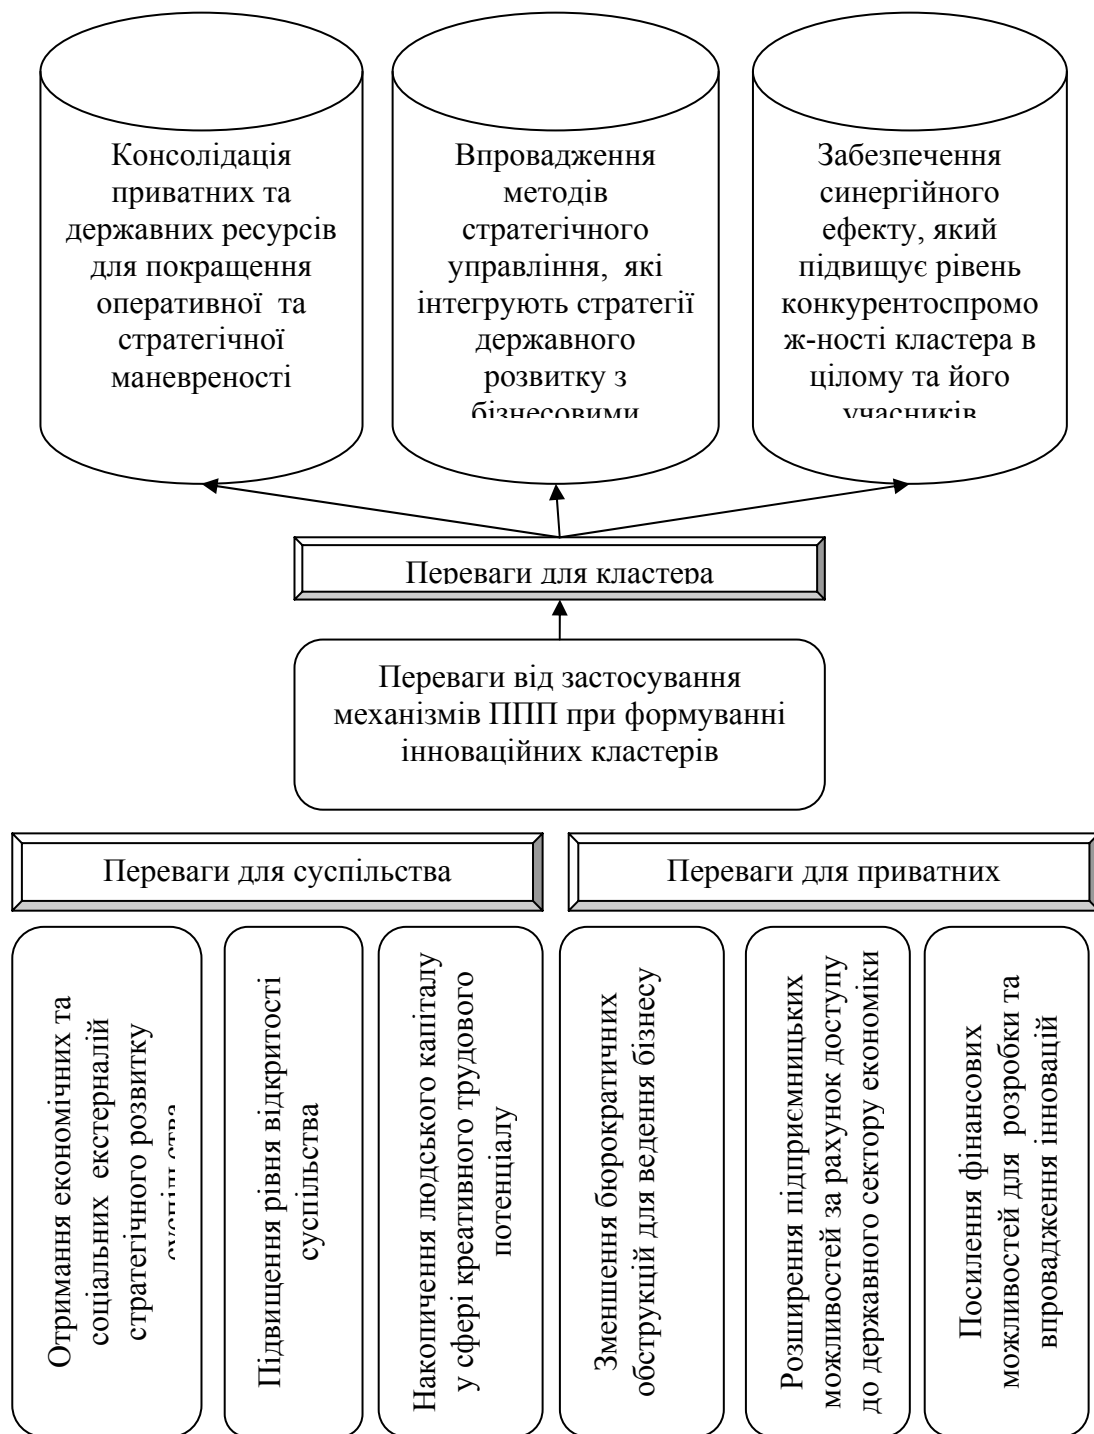 Консолідація
приватних та
державних ресурсів
для покращення
оперативної та
стратегічної
маневреності
Впровадження
методів
стратегічного
управління, які
інтегрують стратегії
державного
розвитку з
бізнесовими
Забезпечення
синергійного
ефекту, який
підвищує рівень
конкурентоспромо
ж-ності кластера в
цілому та його
учасників
Переваги для кластера
Переваги від застосування
механізмів ППП при формуванні
інноваційних кластерів
Переваги для суспільства
Переваги для приватних
Отримання економічних та
соціальних екстерналій
стратегічного розвитку
суспільства
Підвищення рівня відкритості
суспільства
Накопичення людського капіталу
у сфері креативного трудового
потенціалу
Зменшення бюрократичних
обструкцій для ведення бізнесу
Розширення підприємницьких
можливостей за рахунок доступу
до державного сектору економіки
Посилення фінансових
можливостей для розробки та
впровадження інновацій